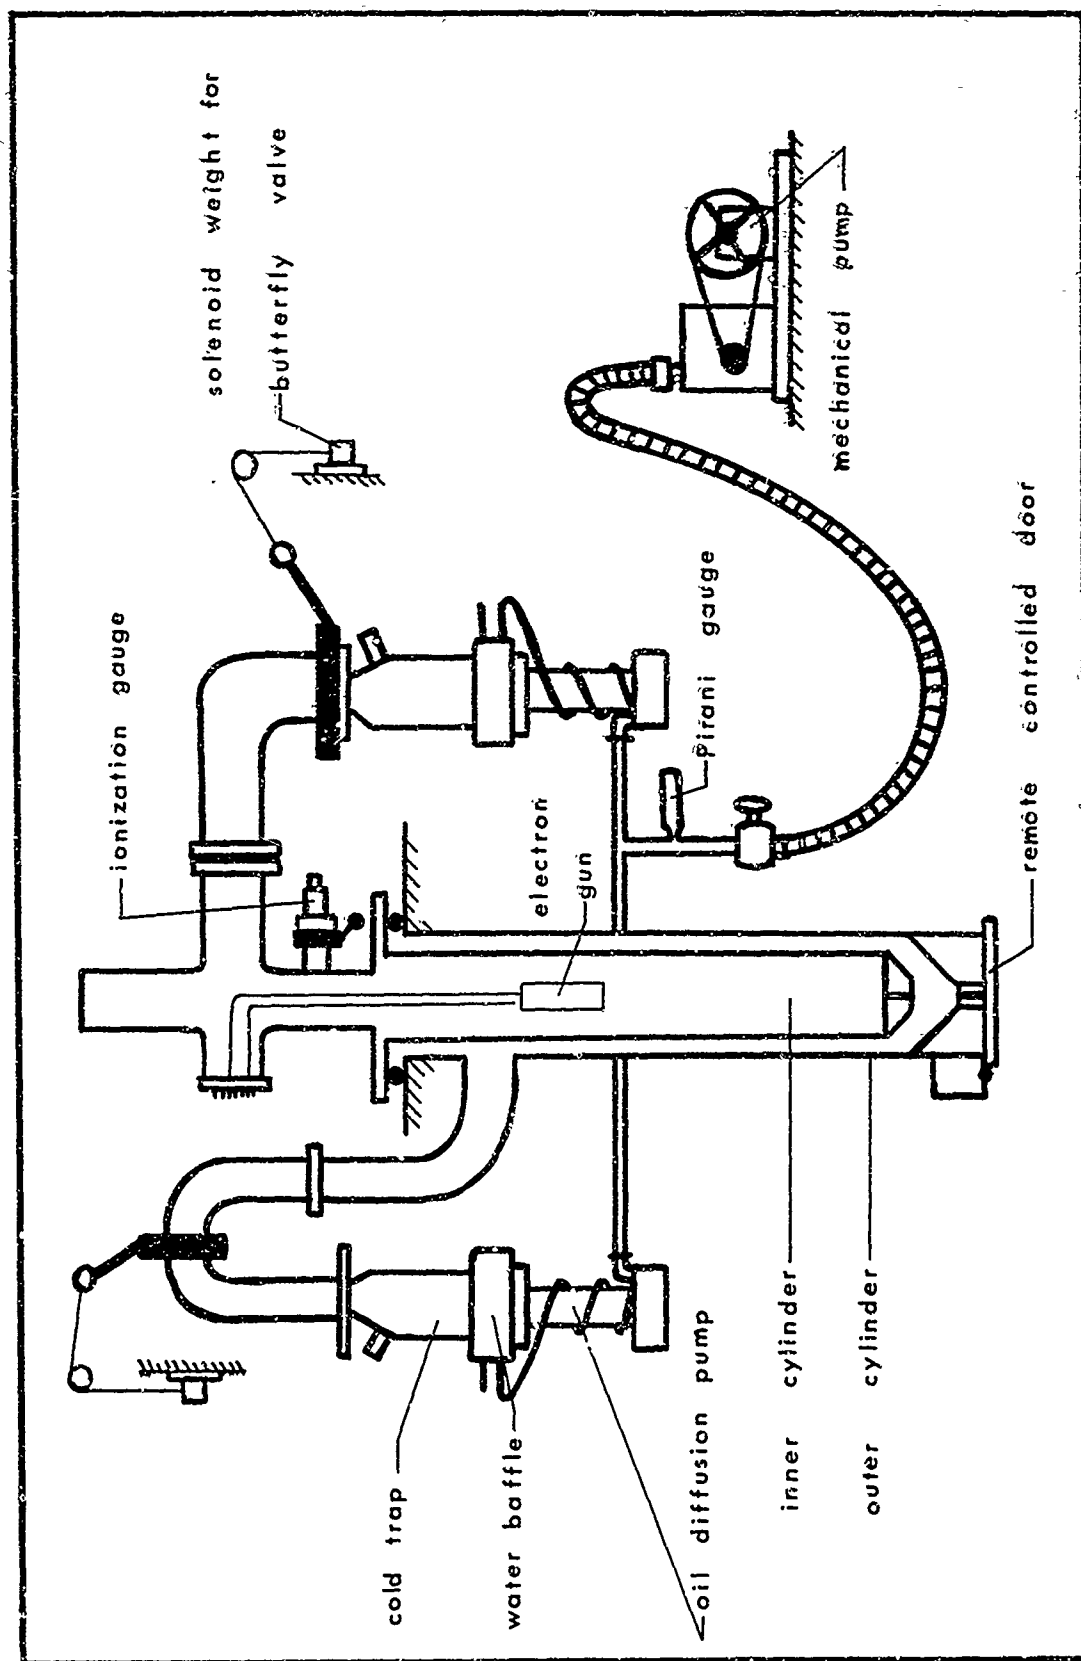 solenoid weight for
butterfly valve
ionization gauge
mechanical pump
Pirani gauge
electron
gun
remote controlled door
cold trap
water baffle
oil diffusion pump
inner cylinder
outer cylinder